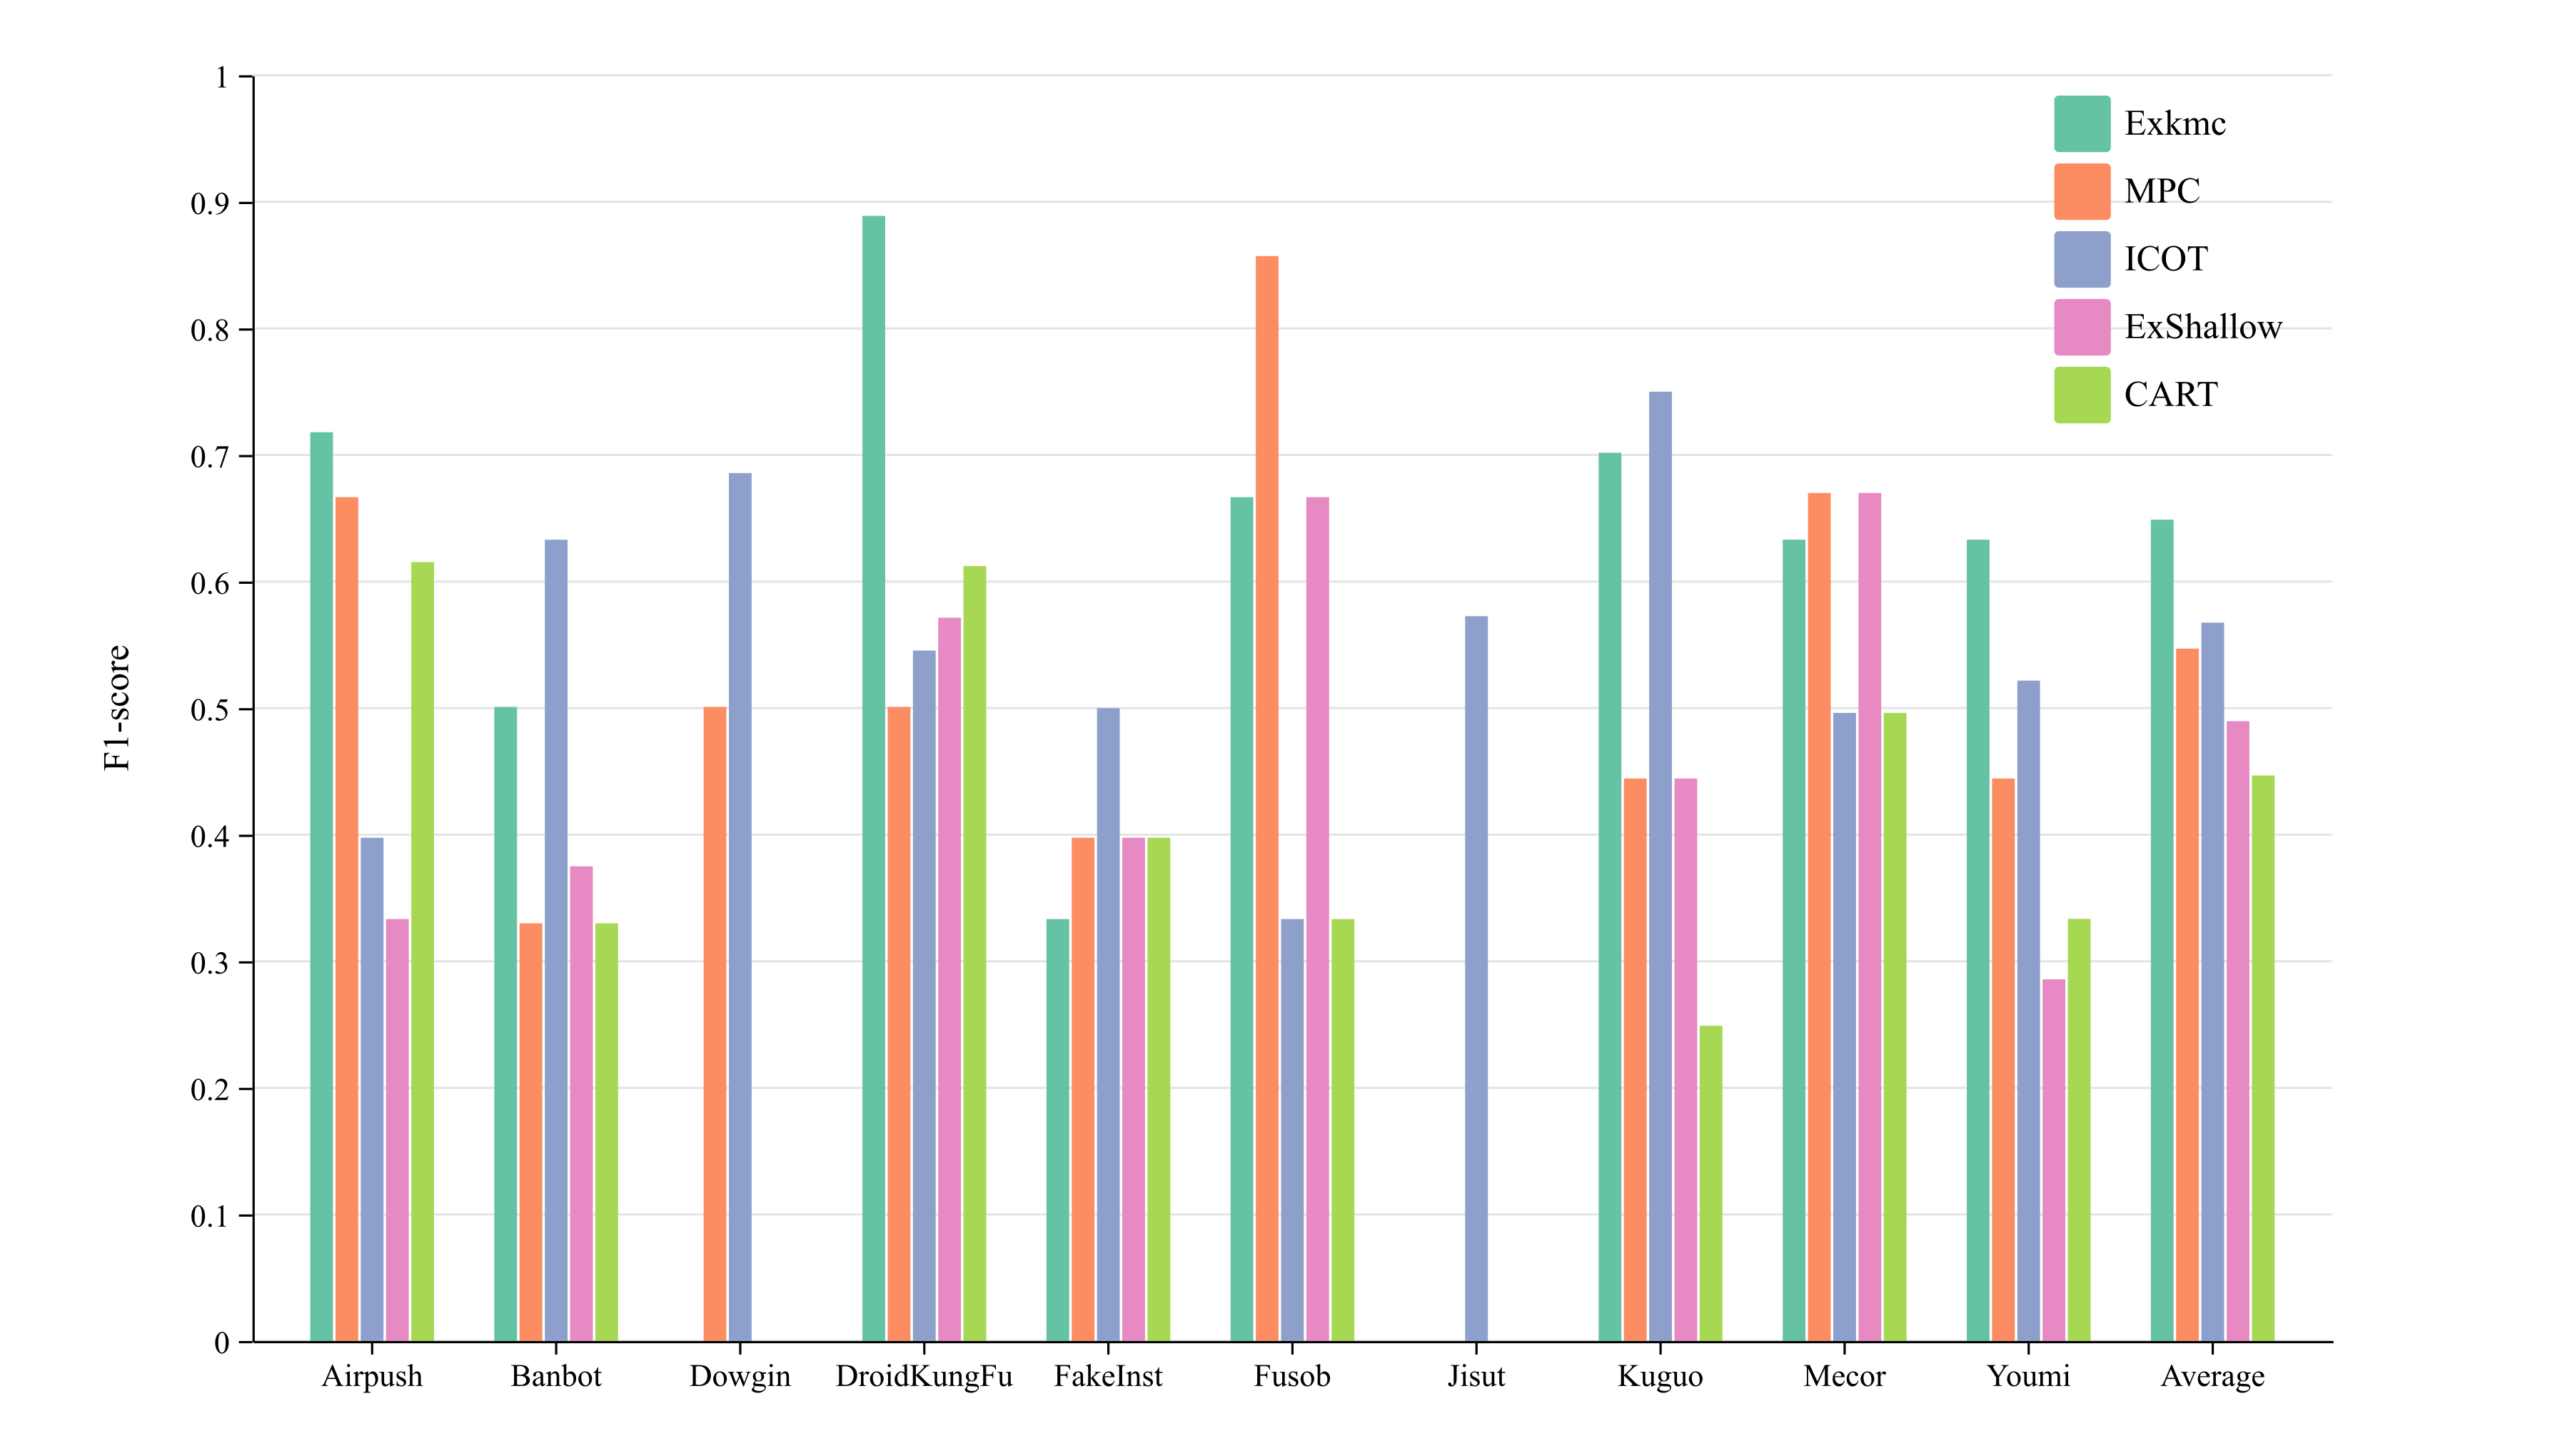 1
0.9
0.8
0.7
0.6
0.5
0.4
0.3
0.2
0.1
0
F1-score
Exkmc
MPC
ICOT
ExShallow
CART
Airpush Banbot Dowgin DroidKungFu FakeInst Fusob Jisut Kuguo Mecor Youmi Average